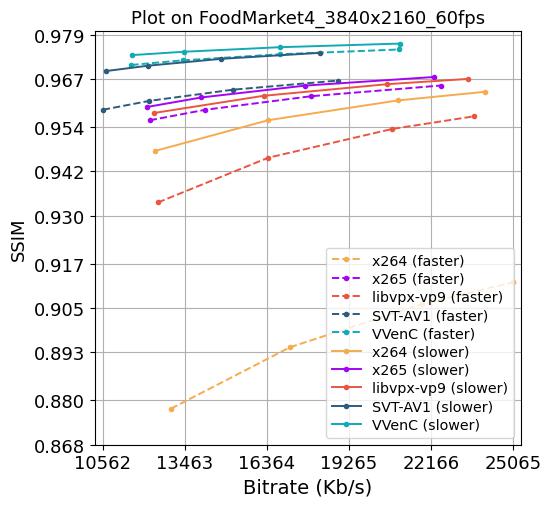 Plot on FoodMarket4_3840x2160_60fps
0.979
0.967
0.954
0.942
0.930
0.917
0.905
0.893
0.880
0.868
SSIM
x264 (faster)
x265 (faster)
libvpx-vp9 (faster)
SVT-AV1 (faster)
VVenC (faster)
x264 (slower)
x265 (slower)
libvpx-vp9 (slower)
SVT-AV1 (slower)
VVenC (slower)
10562 13463 16364 19265 22166 25065
Bitrate (Kb/s)